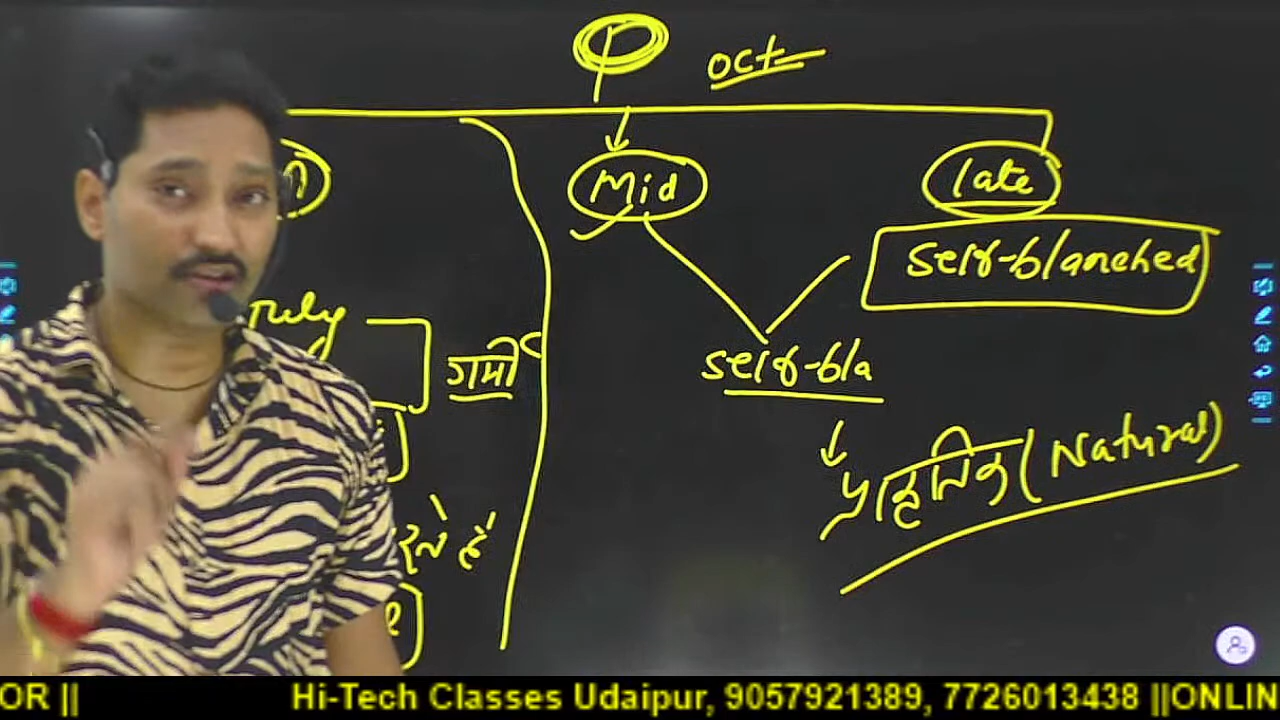 oct
Mid
late
self-blanched
July
गर्मी
self-bla
प्राकृतिक (Natural)
OR || Hi-Tech Classes Udaipur, 9057921389, 7726013438 ||ONLIN